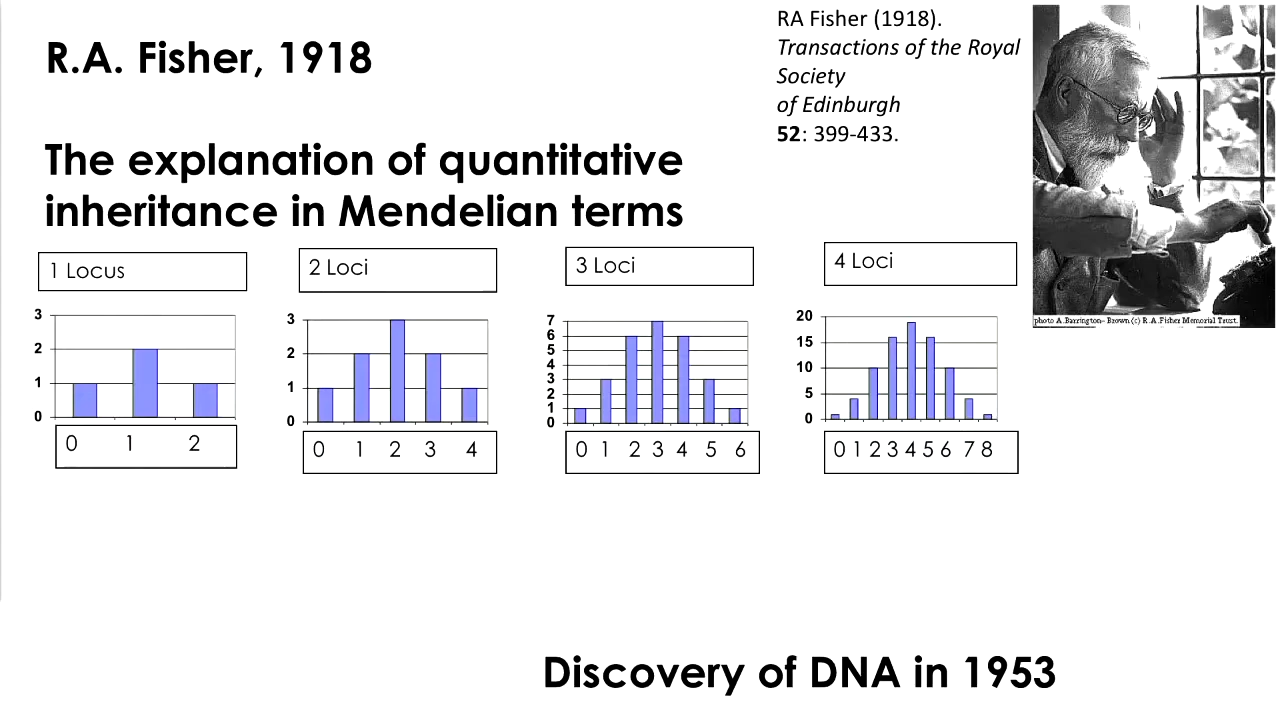 R.A. Fisher, 1918
RA Fisher (1918).
Transactions of the Royal
Society
of Edinburgh
52: 399-433.
The explanation of quantitative
inheritance in Mendelian terms
photo A.Barrington-Brown (c) R.A.Fisher Memorial Trust.
1 Locus
3
2
1
0
0 1 2
2 Loci
3
2
1
0
0 1 2 3 4
3 Loci
7
6
5
4
3
2
1
0
0 1 2 3 4 5 6
4 Loci
20
15
10
5
0
0 1 2 3 4 5 6 7 8
Discovery of DNA in 1953